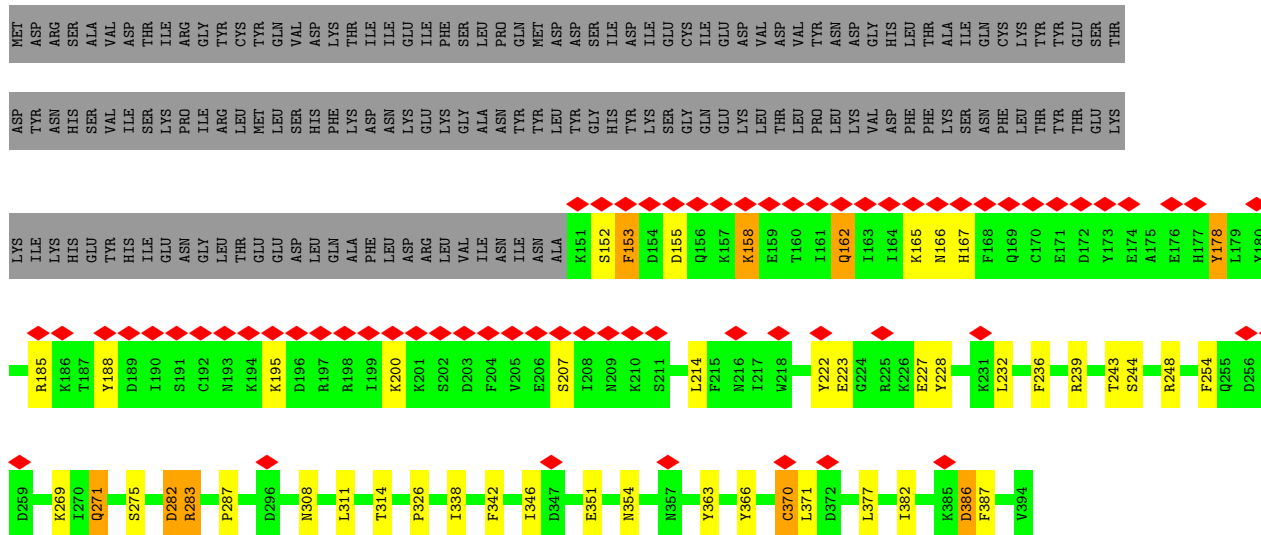 MET ASP ARG SER ALA VAL ASP THR ILE ARG GLY TYR CYS TYR GLN VAL ASP LYS THR ILE ILE GLU ILE PHE SER LEU PRO GLN MET ASP ASP SER ILE ASP ILE GLU CYS ILE GLU ASP VAL ASP VAL TYR ASN ASP GLY HIS LEU THR ALA ILE GLN CYS LYS TYR TYR GLU SER THR
ASP TYR ASN HIS SER VAL ILE SER LYS PRO ILE ARG LEU MET LEU SER HIS PHE LYS ASP ASN LYS GLU LYS GLY ALA ASN TYR TYR LEU TYR GLY HIS TYR LYS SER GLY GLN GLU LYS LEU THR LEU PRO LEU LYS VAL ASP PHE PHE LYS SER ASN PHE LEU THR TYR THR GLU LYS
LYS ILE LYS HIS GLU TYR HIS ILE GLU ASN GLY LEU THR GLU GLU ASP LEU GLN ALA PHE LEU ASP ARG LEU VAL ILE ASN ILE ASN ALA K151 S152 F153 D154 D155 Q156 K157 K158 E159 T160 I161 Q162 I163 I164 K165 N166 H167 F168 Q169 C170 E171 D172 Y173 E174 A175 E176 H177 Y178 L179 Y180
R185 K186 T187 Y188 D189 I190 S191 C192 N193 K194 K195 D196 R197 R198 I199 K200 K201 S202 D203 F204 V205 E206 S207 I208 N209 K210 S211 L214 F215 N216 I217 W218 Y222 E223 G224 R225 K226 E227 Y228 K231 L232 F236 R239 T243 S244 R248 F254 Q255 D256
D259 K269 I270 Q271 S275 D282 R283 P287 D296 N308 L311 T314 P326 I338 F342 I346 D347 E351 N354 N357 Y363 Y366 C370 L371 D372 L377 I382 K385 D386 F387 V394